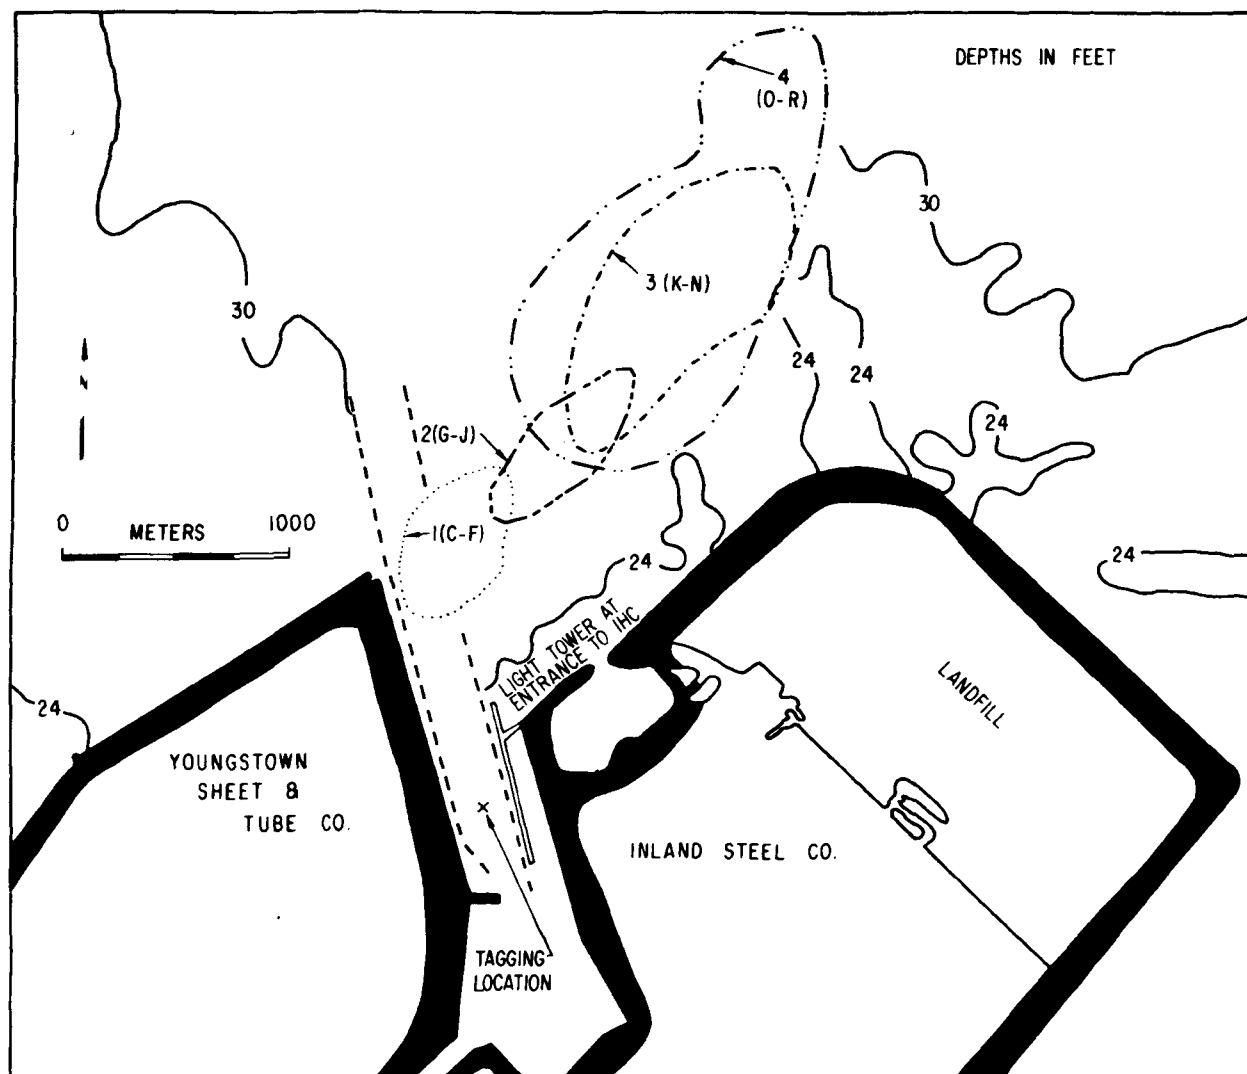 DEPTHS IN FEET
4
(O-R)
30
3 (K-N)
30
24
24
N
24
2(G-J)
0 METERS 1000
1(C-F)
24
24
LIGHT TOWER AT
ENTRANCE TO IHC
LANDFILL
24
YOUNGSTOWN
SHEET &
TUBE CO.
x
INLAND STEEL CO.
TAGGING
LOCATION